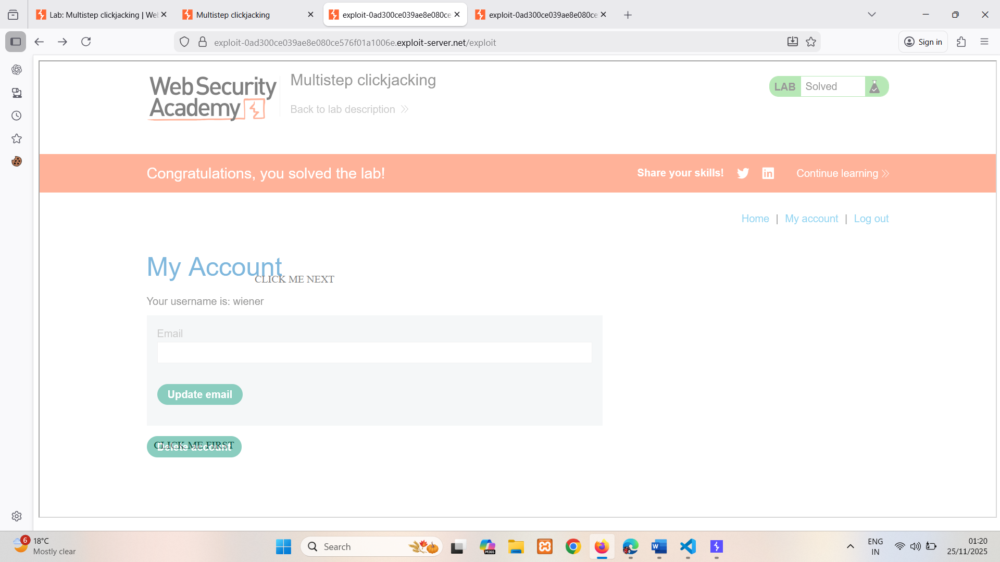 Lab: Multistep clickjacking | We
Multistep clickjacking
exploit-0ad300ce039ae8e080ce
exploit-0ad300ce039ae8e080ce
exploit-0ad300ce039ae8e080ce576f01a1006e.exploit-server.net/exploit
Sign in
Web Security
Academy
Multistep clickjacking
Back to lab description
LAB
Solved
Congratulations, you solved the lab!
Share your skills!
Continue learning
Home | My account | Log out
My Account
CLICK ME NEXT
Your username is: wiener
Email
Update email
CLICK ME FIRST
Delete account
6
18°C
Mostly clear
Search
M365
ENG
IN
01:20
25/11/2025